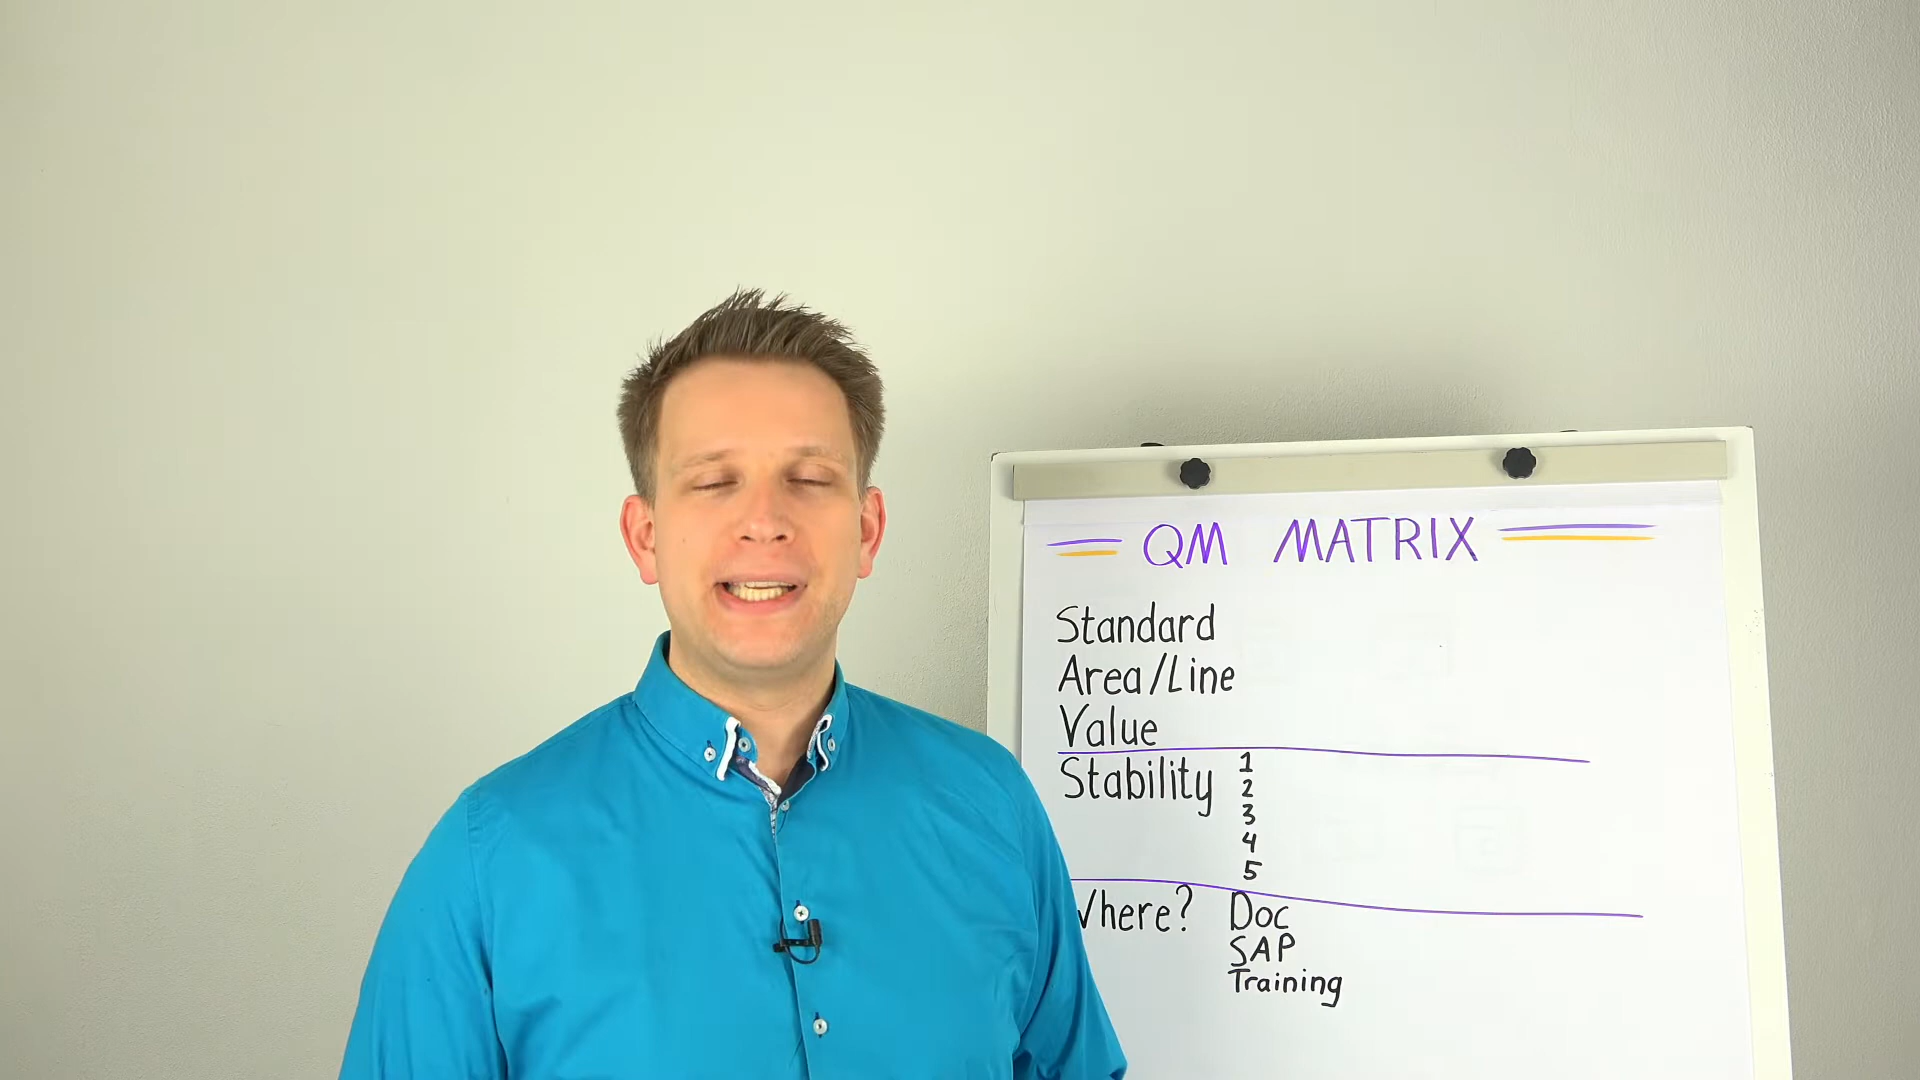 QM MATRIX
Standard
Area/Line
Value
Stability 1
2
3
4
5
Where? Doc
SAP
Training